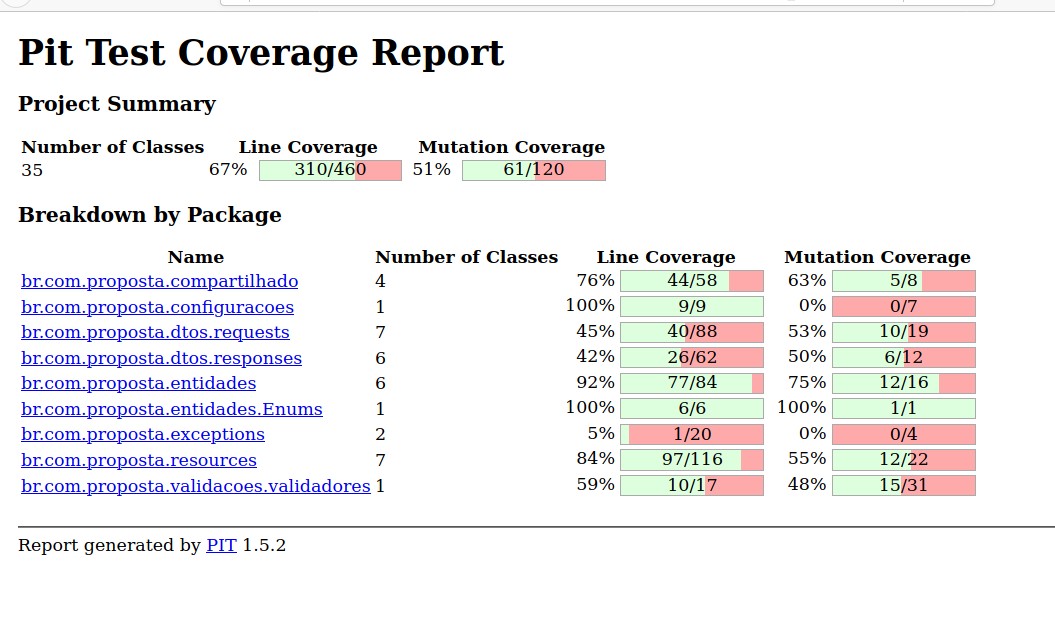 Pit Test Coverage Report
Project Summary
Number of Classes Line Coverage Mutation Coverage
35 67% 310/460 51% 61/120
Breakdown by Package
Name Number of Classes Line Coverage Mutation Coverage
br.com.proposta.compartilhado 4 76% 44/58 63% 5/8
br.com.proposta.configuracoes 1 100% 9/9 0% 0/7
br.com.proposta.dtos.requests 7 45% 40/88 53% 10/19
br.com.proposta.dtos.responses 6 42% 26/62 50% 6/12
br.com.proposta.entidades 6 92% 77/84 75% 12/16
br.com.proposta.entidades.Enums 1 100% 6/6 100% 1/1
br.com.proposta.exceptions 2 5% 1/20 0% 0/4
br.com.proposta.resources 7 84% 97/116 55% 12/22
br.com.proposta.validacoes.validadores 1 59% 10/17 48% 15/31
Report generated by PIT 1.5.2